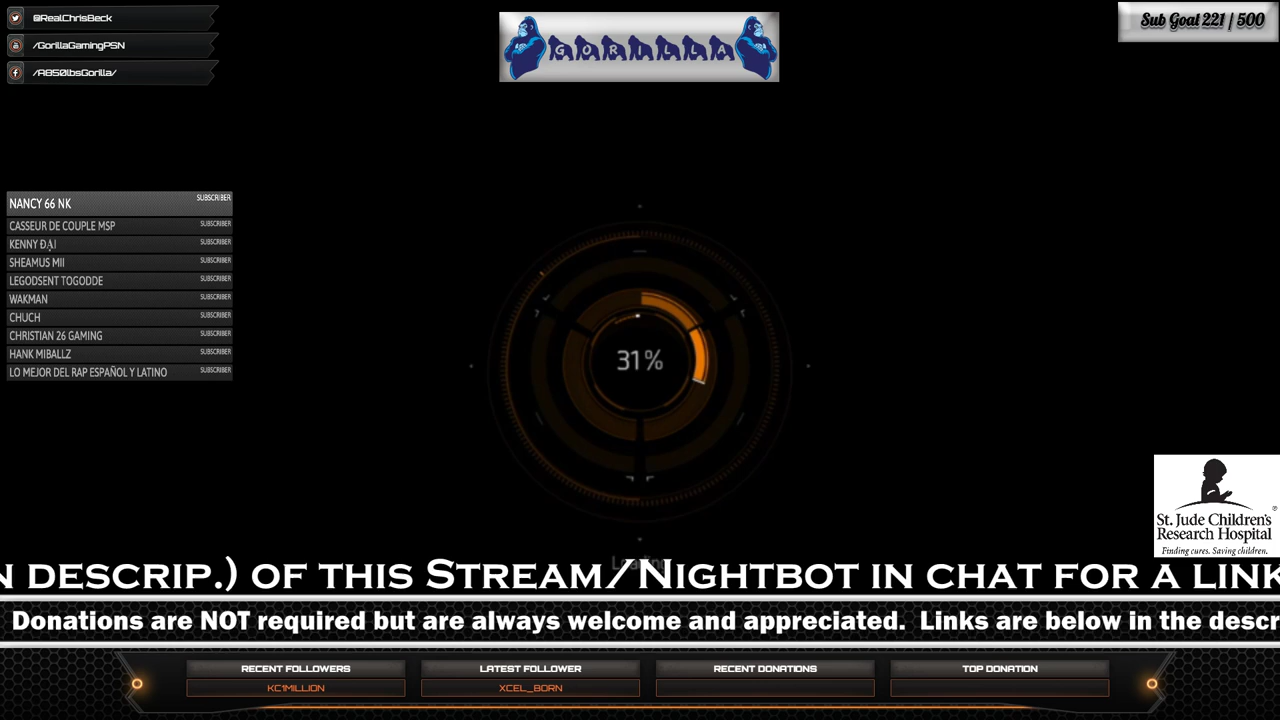 @RealChrisBeck
/GorillaGamingPSN
/A850lbsGorilla/
GORILLA
Sub Goal 221 / 500
NANCY 66 NK SUBSCRIBER
CASSEUR DE COUPLE MSP SUBSCRIBER
KENNY ĐẠI SUBSCRIBER
SHEAMUS MII SUBSCRIBER
LEGODSENT TOGODDE SUBSCRIBER
WAKMAN SUBSCRIBER
CHUCH SUBSCRIBER
CHRISTIAN 26 GAMING SUBSCRIBER
HANK MIBALLZ SUBSCRIBER
LO MEJOR DEL RAP ESPAÑOL Y LATINO SUBSCRIBER
31%
St. Jude Children's
Research Hospital
Finding cures. Saving children.
N DESCRIP.) OF THIS STREAM/NIGHTBOT IN CHAT FOR A LINK
Donations are NOT required but are always welcome and appreciated. Links are below in the descr
RECENT FOLLOWERS
KC1MILLION
LATEST FOLLOWER
XCEL_BORN
RECENT DONATIONS
TOP DONATION